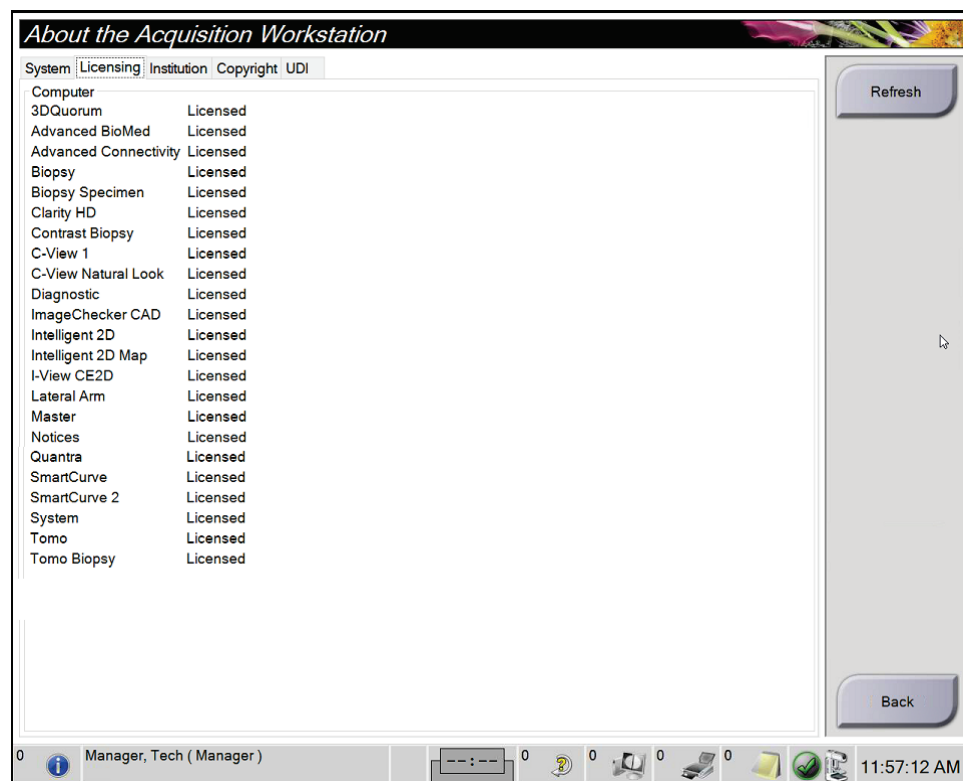 About the Acquisition Workstation
System Licensing Institution Copyright UDI
Computer
3DQuorum Licensed
Advanced BioMed Licensed
Advanced Connectivity Licensed
Biopsy Licensed
Biopsy Specimen Licensed
Clarity HD Licensed
Contrast Biopsy Licensed
C-View 1 Licensed
C-View Natural Look Licensed
Diagnostic Licensed
ImageChecker CAD Licensed
Intelligent 2D Licensed
Intelligent 2D Map Licensed
I-View CE2D Licensed
Lateral Arm Licensed
Master Licensed
Notices Licensed
Quantra Licensed
SmartCurve Licensed
SmartCurve 2 Licensed
System Licensed
Tomo Licensed
Tomo Biopsy Licensed
Refresh
Back
0 Manager, Tech ( Manager ) --:-- 0 0 0 0 11:57:12 AM